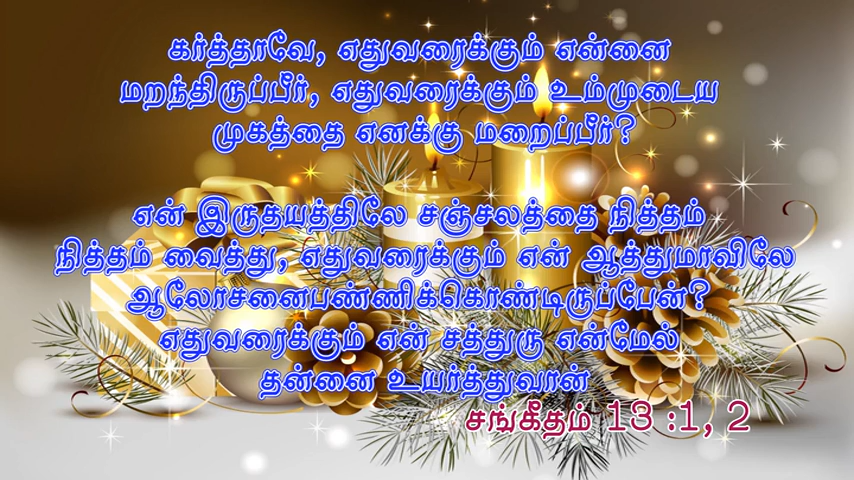 கர்த்தாவே, எதுவரைக்கும் என்னை
மறந்திருப்பீர், எதுவரைக்கும் உம்முடைய
முகத்தை எனக்கு மறைப்பீர்?
என் இருதயத்திலே சஞ்சலத்தை நித்தம்
நித்தம் வைத்து, எதுவரைக்கும் என் ஆத்துமாவிலே
ஆலோசனைபண்ணிக்கொண்டிருப்பேன்?
எதுவரைக்கும் என் சத்துரு என்மேல்
தன்னை உயர்த்துவான்
சங்கீதம் 13 :1, 2